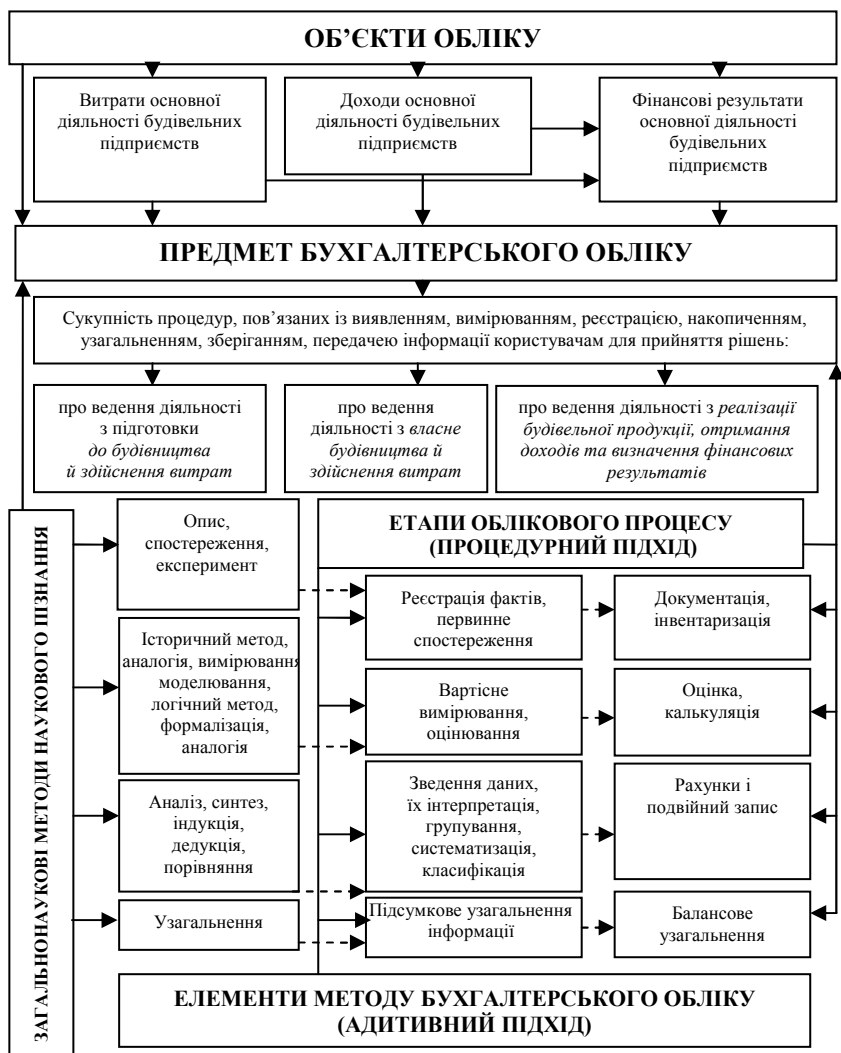 ОБ’ЄКТИ ОБЛІКУ
Витрати основної
діяльності будівельних
підприємств
Доходи основної
діяльності будівельних
підприємств
Фінансові результати
основної діяльності
будівельних
підприємств
ПРЕДМЕТ БУХГАЛТЕРСЬКОГО ОБЛІКУ
Сукупність процедур, пов’язаних із виявленням, вимірюванням, реєстрацією, накопиченням,
узагальненням, зберіганням, передачею інформації користувачам для прийняття рішень:
про ведення діяльності
з підготовки
до будівництва
й здійснення витрат
про ведення
діяльності з власне
будівництва й
здійснення витрат
про ведення діяльності з реалізації
будівельної продукції, отримання
доходів та визначення фінансових
результатів
ЗАГАЛЬНОНАУКОВІ МЕТОДИ НАУКОВОГО ПІЗНАННЯ
Опис,
спостереження,
експеримент
Історичний метод,
аналогія, вимірювання
моделювання,
логічний метод,
формалізація,
аналогія
Аналіз, синтез,
індукція,
дедукція,
порівняння
Узагальнення
ЕТАПИ ОБЛІКОВОГО ПРОЦЕСУ
(ПРОЦЕДУРНИЙ ПІДХІД)
Реєстрація фактів,
первинне
спостереження
Документація,
інвентаризація
Вартісне
вимірювання,
оцінювання
Оцінка,
калькуляція
Зведення даних,
їх інтерпретація,
групування,
систематизація,
класифікація
Рахунки і
подвійний запис
Підсумкове узагальнення
інформації
Балансове
узагальнення
ЕЛЕМЕНТИ МЕТОДУ БУХГАЛТЕРСЬКОГО ОБЛІКУ
(АДИТИВНИЙ ПІДХІД)